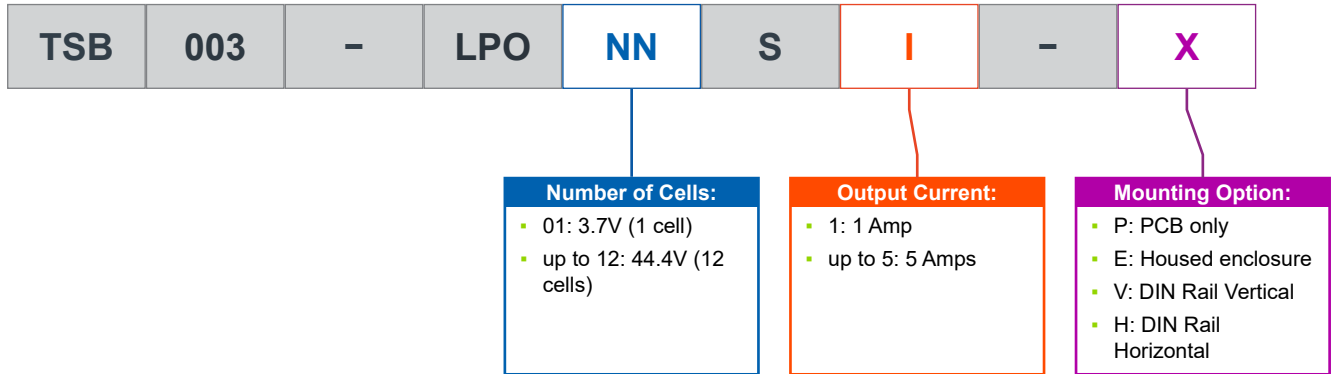 TSB 003 – LPO NN S I – X
Number of Cells:
▪ 01: 3.7V (1 cell)
▪ up to 12: 44.4V (12
cells)
Output Current:
▪ 1: 1 Amp
▪ up to 5: 5 Amps
Mounting Option:
▪ P: PCB only
▪ E: Housed enclosure
▪ V: DIN Rail Vertical
▪ H: DIN Rail
Horizontal